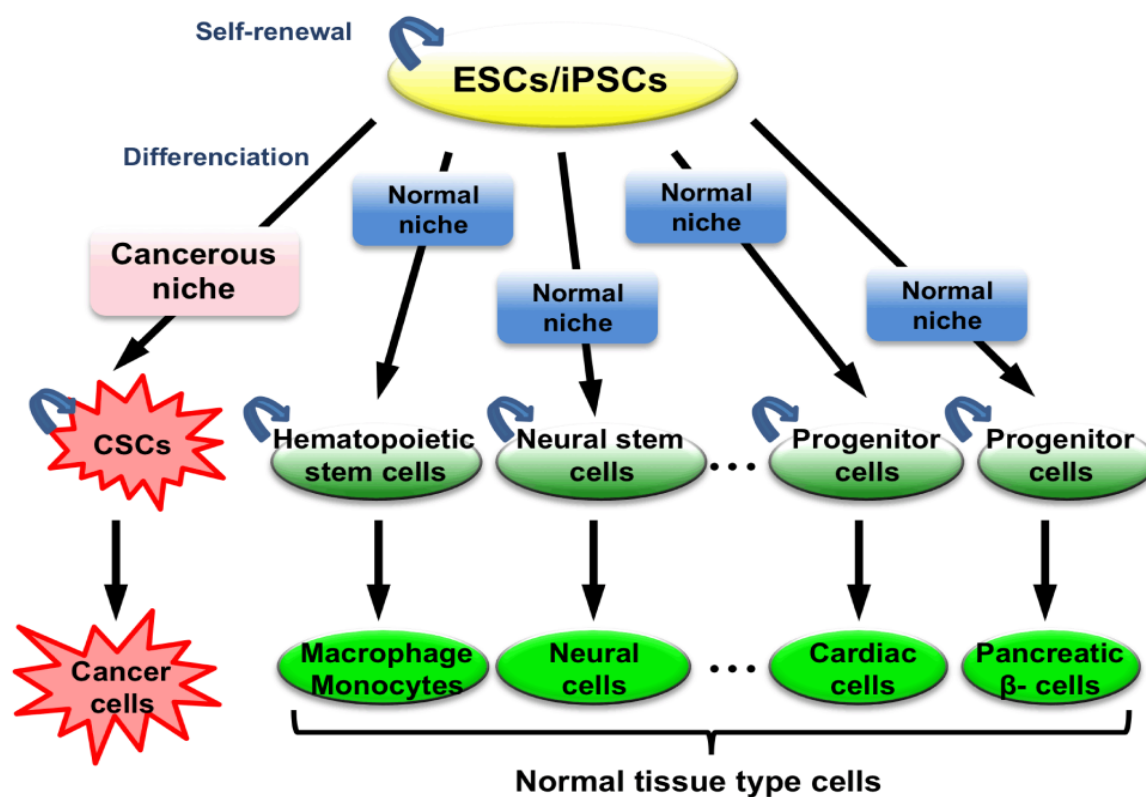 Self-renewal
ESCs/iPSCs
Differenciation
Normal
niche
Normal
niche
Cancerous
niche
Normal
niche
Normal
niche
CSCs
Hematopoietic
stem cells
Neural stem
cells
...
Progenitor
cells
Progenitor
cells
Cancer
cells
Macrophage
Monocytes
Neural
cells
...
Cardiac
cells
Pancreatic
β- cells
Normal tissue type cells